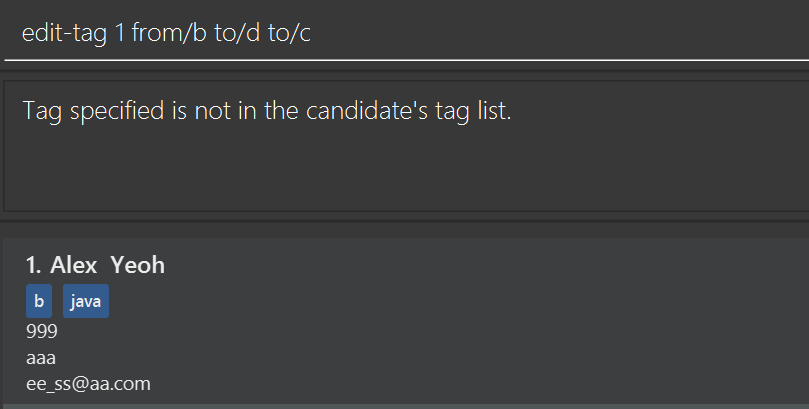 edit-tag 1 from/b to/d to/c
Tag specified is not in the candidate's tag list.
1. Alex Yeoh
b java
999
aaa
ee_ss@aa.com